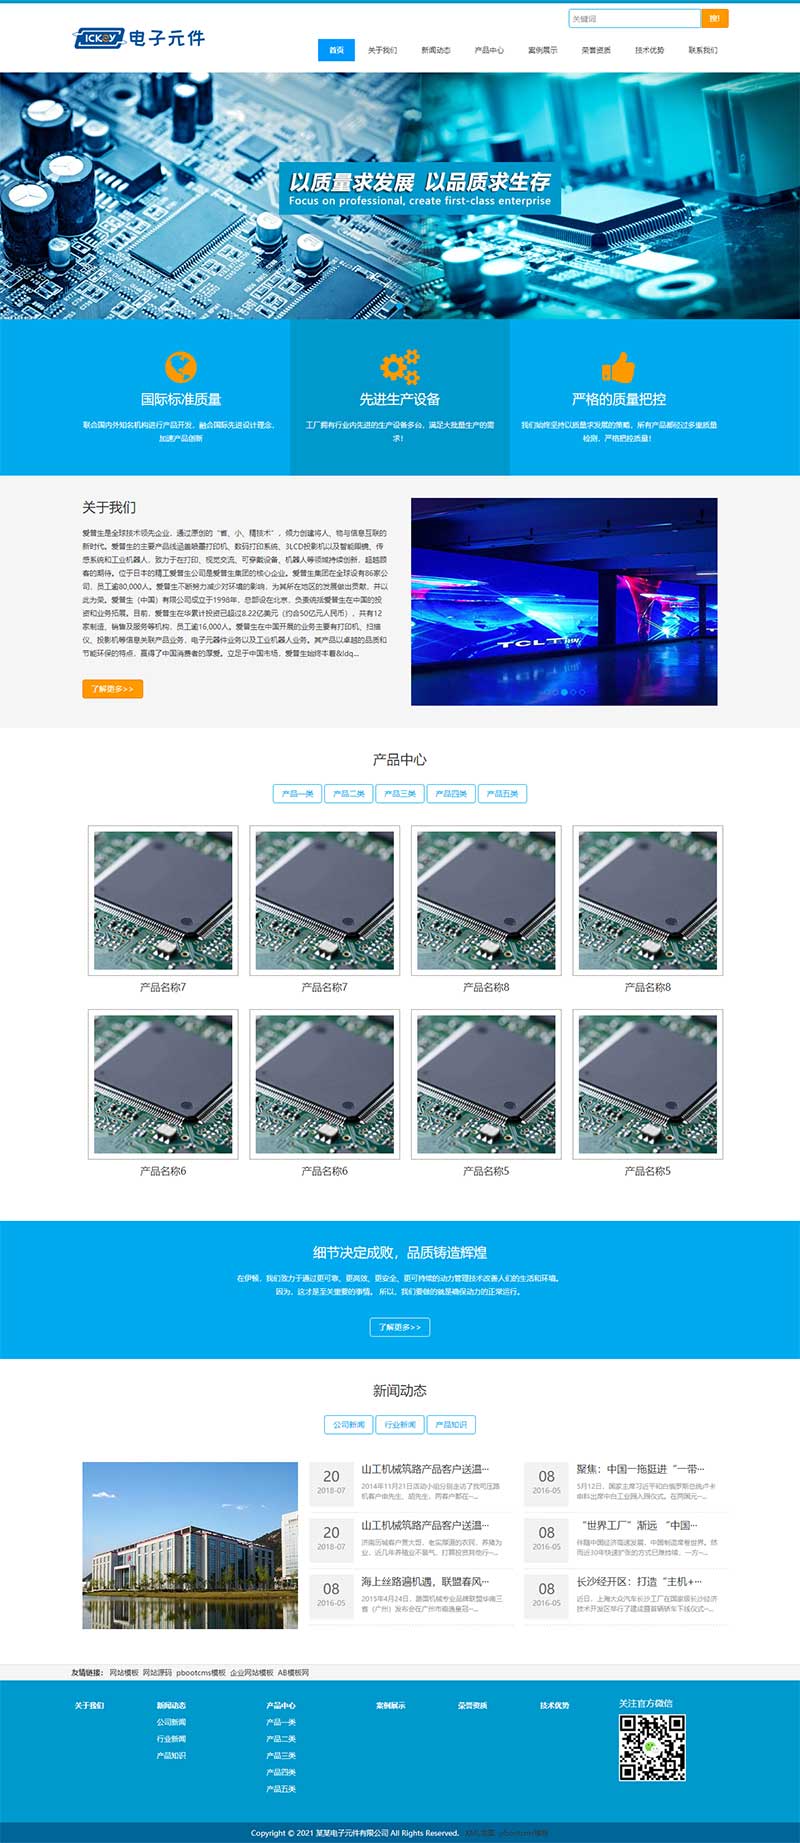 关键词
搜!
ICKEY 电子元件
首页 关于我们 新闻动态 产品中心 案例展示 荣誉资质 技术优势 联系我们
以质量求发展 以品质求生存
Focus on professional, create first-class enterprise
国际标准质量
联合国内外知名机构进行产品开发，融合国际先进设计理念，
加速产品创新
先进生产设备
工厂拥有行业内先进的生产设备多台，满足大批量生产的需
求！
严格的质量把控
我们始终坚持以质量求发展的策略，所有产品都经过多重质量
检测，严格把控质量！
关于我们
爱普生是全球技术领先企业，通过原创的“省、小、精技术”，倾力创建将人、物与信息互联的
新时代。爱普生的主要产品线涵盖喷墨打印机、数码打印系统、3LCD投影机以及智能眼镜、传
感系统和工业机器人，致力于在打印、视觉交流、可穿戴设备、机器人等领域持续创新，超越顾
客的期待。位于日本的精工爱普生公司是爱普生集团的核心企业。爱普生集团在全球设有86家公
司，员工逾80,000人。爱普生不断努力减少对环境的影响，为其所在地区的发展做出贡献，并以
此为荣。爱普生（中国）有限公司成立于1998年，总部设在北京，负责统括爱普生在中国的投
资和业务拓展。目前，爱普生在华累计投资已超过8.22亿美元（约合50亿元人民币），共有12
家制造、销售及服务等机构，员工逾16,000人。爱普生在中国开展的业务主要有打印机、扫描
仪、投影机等信息关联产品业务，电子元器件业务以及工业机器人业务。其产品以卓越的品质和
节能环保的特点，赢得了中国消费者的厚爱。立足于中国市场，爱普生始终本着&ldq...
了解更多>>
TCL
产品中心
产品一类 产品二类 产品三类 产品四类 产品五类
产品名称7 产品名称7 产品名称8 产品名称8
产品名称6 产品名称6 产品名称5 产品名称5
细节决定成败，品质铸造辉煌
在伊顿，我们致力于通过更可靠、更高效、更安全、更可持续的动力管理技术改善人们的生活和环境。
因为，这才是至关重要的事情。所以，我们要做的就是确保动力的正常运行。
了解更多>>
新闻动态
公司新闻 行业新闻 产品知识
20
2018-07
山工机械筑路产品客户送温···
2014年11月21日活动小组分别走访了我司压路
机客户由先生、胡先生，两客户都在···
20
2018-07
山工机械筑路产品客户送温···
济南历城客户贾大哥，老实厚道的农民，养猪为
业，近几年养殖业不景气，打算投资其他行···
08
2016-05
海上丝路遍机遇，联盟春风···
2015年4月24日，路国机械专业品牌联盟华南三
省（广州）发布会在广州市南逸皇冠···
08
2016-05
聚焦：中国一拖挺进“一带···
5月12日，国家主席习近平和白俄罗斯总统卢卡
申科出席中白工业园入园仪式。在两国元···
08
2016-05
“世界工厂”渐远 “中国···
伴随中国经济高速发展，中国制造席卷世界。然
而近30年快速扩张的方式已难持续，一方···
08
2016-05
长沙经开区：打造“主机+···
近日，上海大众汽车长沙工厂在国家级长沙经济
技术开发区举行了建成暨首辆轿车下线仪式···
友情链接： 网站模板 网站源码 pbootcms模板 企业网站模板 AB模板网
关于我们
新闻动态
公司新闻
行业新闻
产品知识
产品中心
产品一类
产品二类
产品三类
产品四类
产品五类
案例展示
荣誉资质
技术优势
关注官方微信
Copyright © 2021 某某电子元件有限公司 All Rights Reserved. XML地图 pbootcms模板